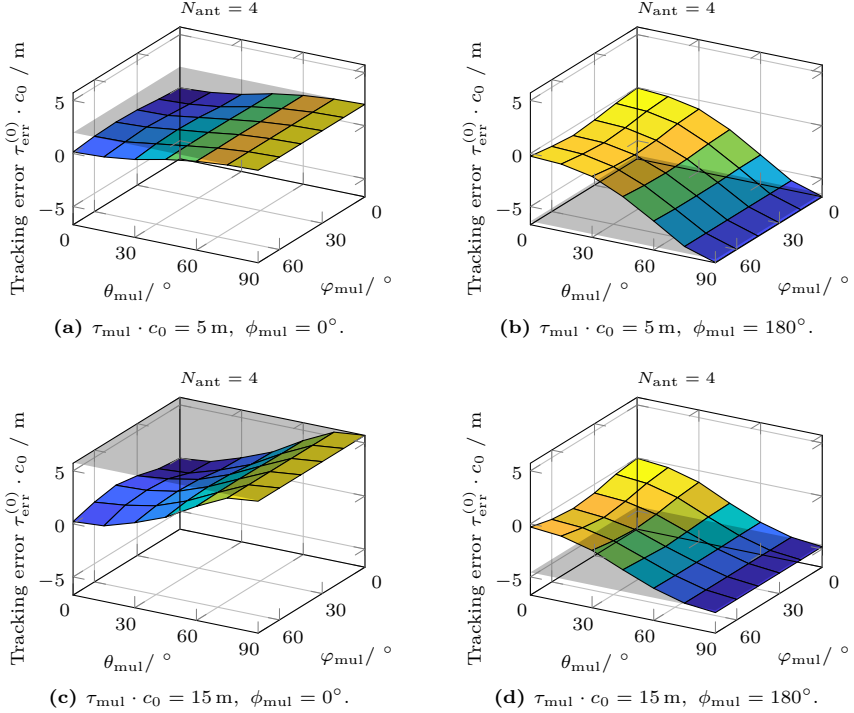 N_ant = 4
Tracking error τ_err^(0) · c_0 / m
5
0
−5
0
30
60
90
θ_mul/ °
60
30
0
φ_mul/ °
(a) τ_mul · c_0 = 5 m, ϕ_mul = 0°.
N_ant = 4
Tracking error τ_err^(0) · c_0 / m
5
0
−5
0
30
60
90
θ_mul/ °
60
30
0
φ_mul/ °
(b) τ_mul · c_0 = 5 m, ϕ_mul = 180°.
N_ant = 4
Tracking error τ_err^(0) · c_0 / m
5
0
−5
0
30
60
90
θ_mul/ °
60
30
0
φ_mul/ °
(c) τ_mul · c_0 = 15 m, ϕ_mul = 0°.
N_ant = 4
Tracking error τ_err^(0) · c_0 / m
5
0
−5
0
30
60
90
θ_mul/ °
60
30
0
φ_mul/ °
(d) τ_mul · c_0 = 15 m, ϕ_mul = 180°.